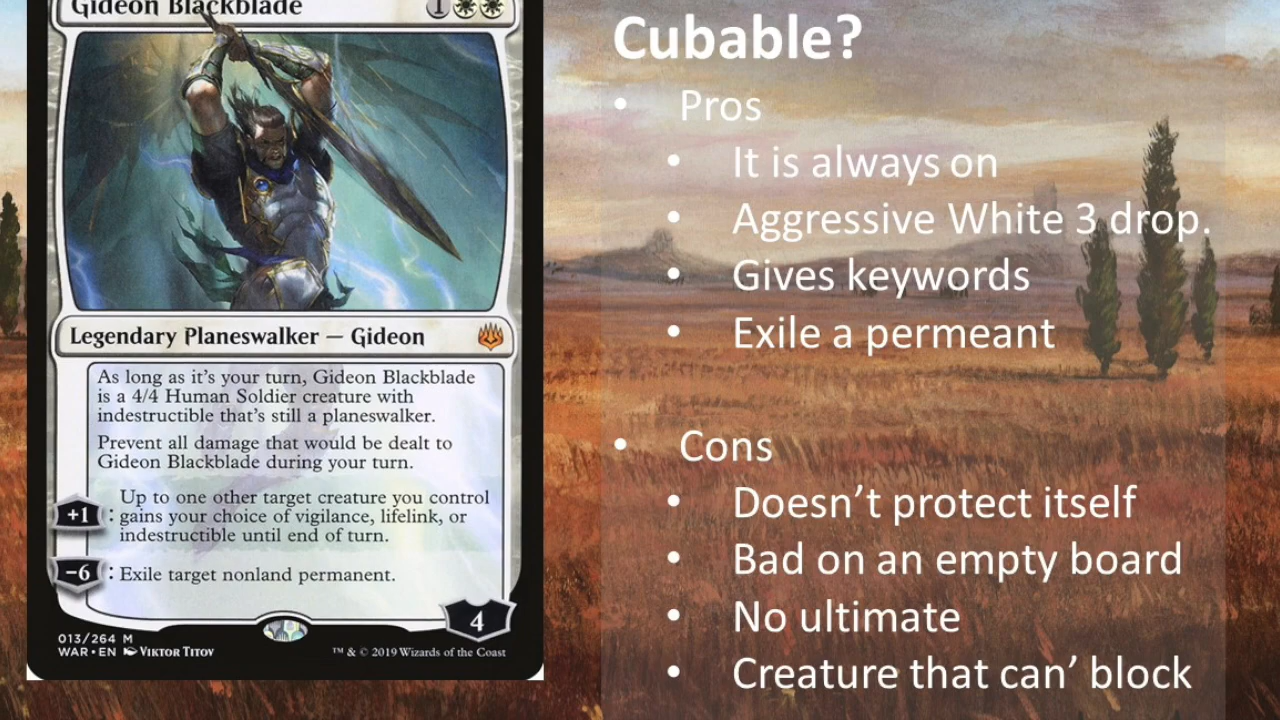 Gideon Blackblade 1
Legendary Planeswalker — Gideon
As long as it's your turn, Gideon Blackblade
is a 4/4 Human Soldier creature with
indestructible that's still a planeswalker.
Prevent all damage that would be dealt to
Gideon Blackblade during your turn.
Up to one other target creature you control
+1 : gains your choice of vigilance, lifelink, or
indestructible until end of turn.
−6 : Exile target nonland permanent.
4
013/264 M
WAR • EN Viktor Titov
™ & © 2019 Wizards of the Coast
Cubable?
• Pros
• It is always on
• Aggressive White 3 drop.
• Gives keywords
• Exile a permeant
• Cons
• Doesn’t protect itself
• Bad on an empty board
• No ultimate
• Creature that can’ block